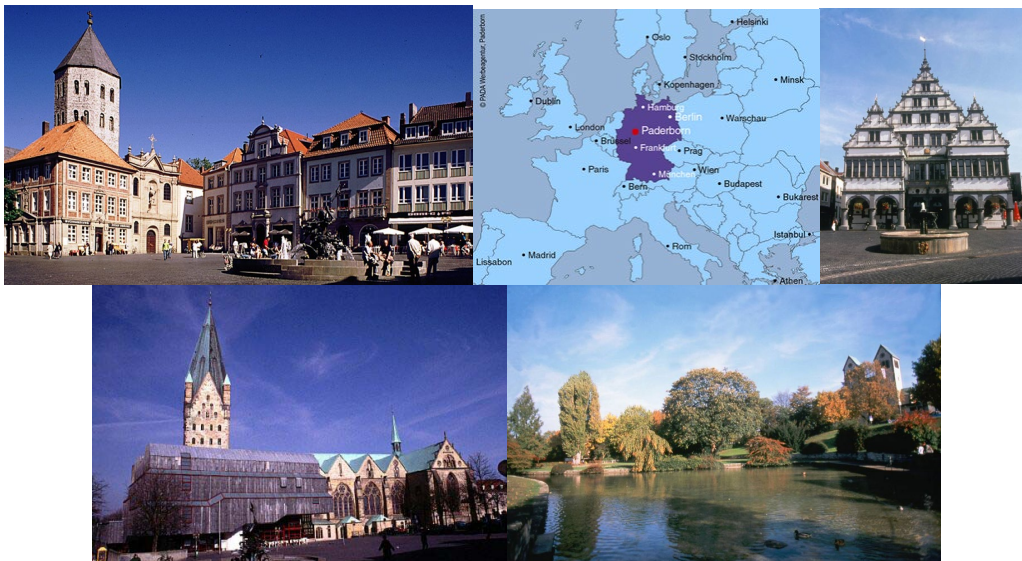 © PADA Werbeagentur, Paderborn
Helsinki
Oslo
Stockholm
Kopenhagen
Minsk
Dublin
Hamburg
Berlin
Warschau
London
Paderborn
Brüssel
Frankfurt
Prag
Paris
München
Wien
Bern
Budapest
Bukarest
Istanbul
Rom
Madrid
Lissabon
Athen